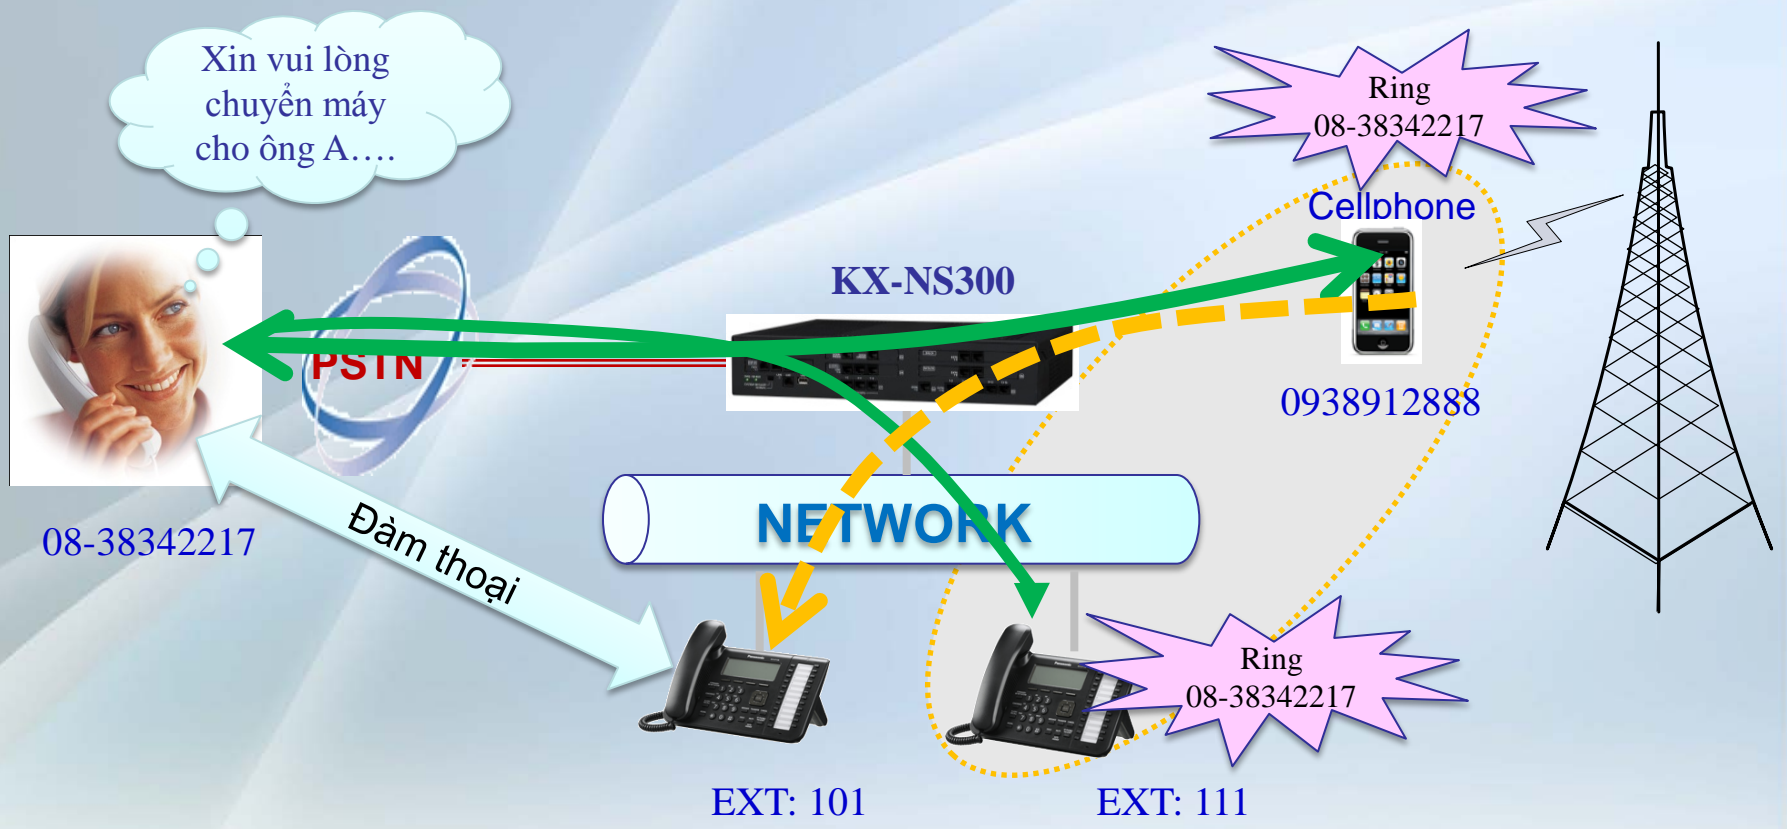 Xin vui lòng
chuyển máy
cho ông A….
Ring
08-38342217
Cellphone
KX-NS300
PSTN
0938912888
08-38342217
Đàm thoại
NETWORK
Ring
08-38342217
EXT: 101
EXT: 111